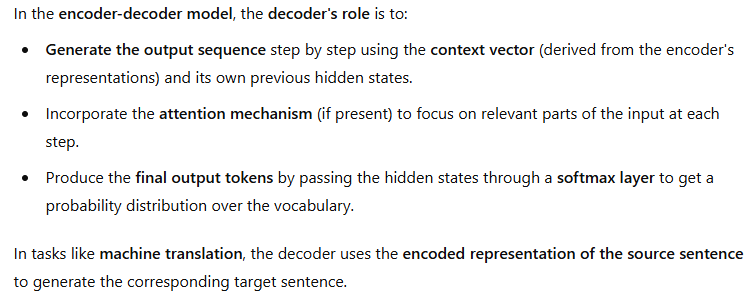 In the encoder-decoder model, the decoder's role is to:
• Generate the output sequence step by step using the context vector (derived from the encoder's
representations) and its own previous hidden states.
• Incorporate the attention mechanism (if present) to focus on relevant parts of the input at each
step.
• Produce the final output tokens by passing the hidden states through a softmax layer to get a
probability distribution over the vocabulary.
In tasks like machine translation, the decoder uses the encoded representation of the source sentence
to generate the corresponding target sentence.